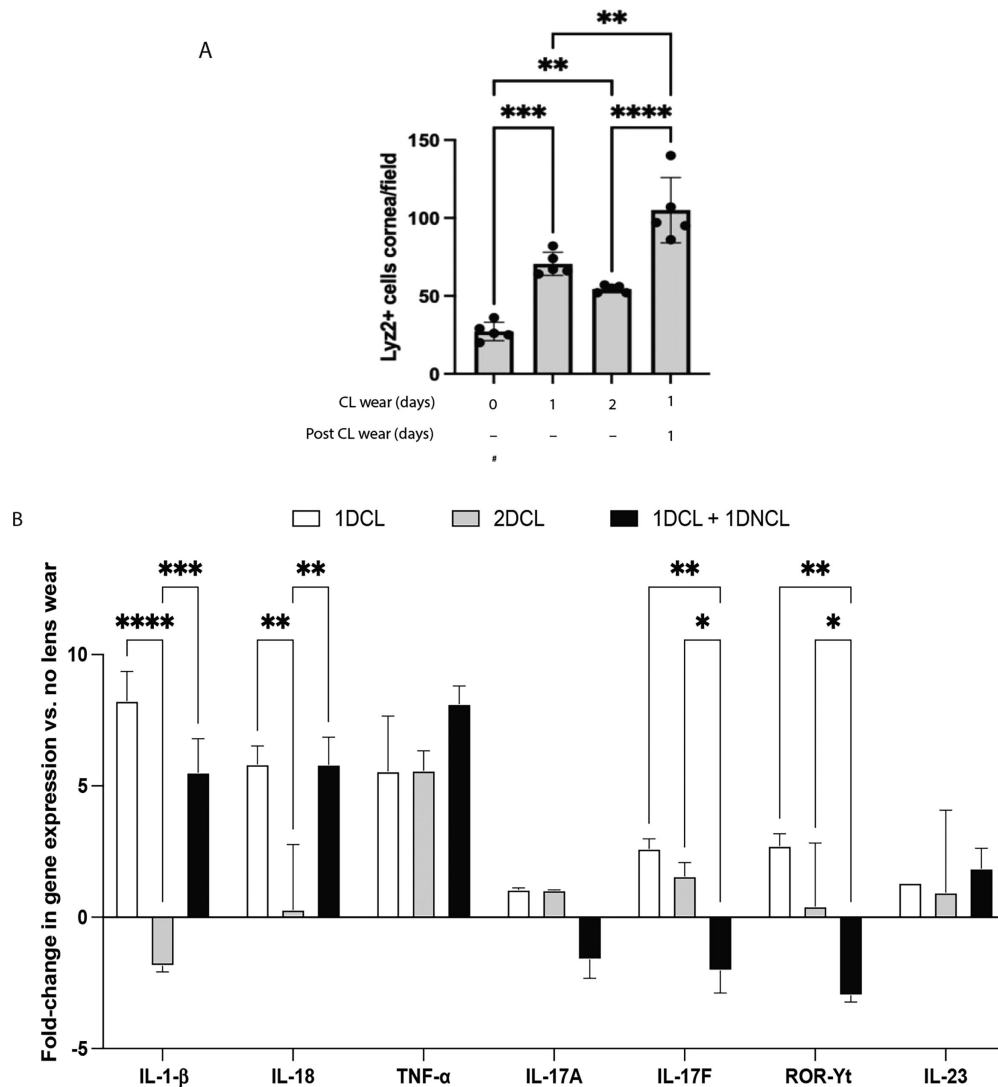 A
**
**
*** ****
Lyz2+ cells cornea/field
150
100
50
0
CL wear (days) 0 1 2 1
Post CL wear (days) – – – 1
#
B
1DCL 2DCL 1DCL + 1DNCL
Fold-change in gene expression vs. no lens wear
*** ** ** **
**** ** * *
10
5
0
-5
IL-1-β IL-18 TNF-α IL-17A IL-17F ROR-Yt IL-23